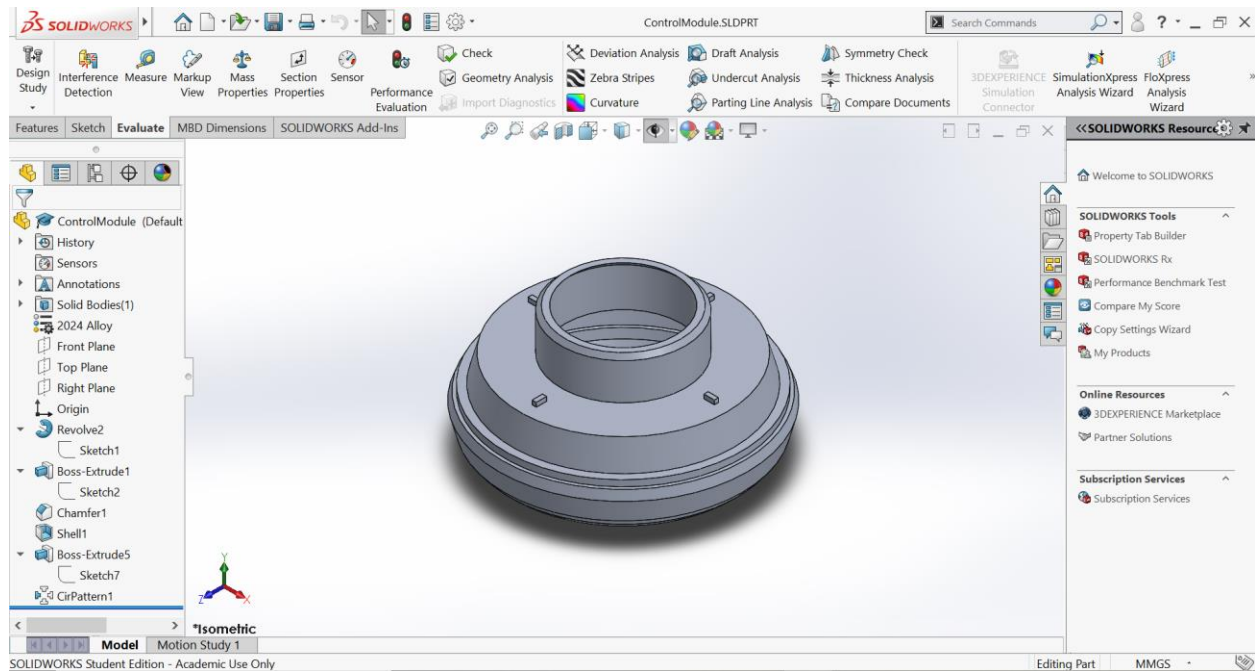 SOLIDWORKS
ControlModule.SLDPRT
Search Commands
?
Design Study
Interference Detection
Measure
Markup View
Mass Properties
Section Properties
Sensor
Performance Evaluation
Check
Geometry Analysis
Import Diagnostics
Deviation Analysis
Zebra Stripes
Curvature
Draft Analysis
Undercut Analysis
Parting Line Analysis
Symmetry Check
Thickness Analysis
Compare Documents
3DEXPERIENCE Simulation Connector
SimulationXpress Analysis Wizard
FloXpress Analysis Wizard
Features Sketch Evaluate MBD Dimensions SOLIDWORKS Add-Ins
ControlModule (Default
History
Sensors
Annotations
Solid Bodies(1)
2024 Alloy
Front Plane
Top Plane
Right Plane
Origin
Revolve2
Sketch1
Boss-Extrude1
Sketch2
Chamfer1
Shell1
Boss-Extrude5
Sketch7
CirPattern1
Y
Z
X
*Isometric
SOLIDWORKS Resource
Welcome to SOLIDWORKS
SOLIDWORKS Tools
Property Tab Builder
SOLIDWORKS Rx
Performance Benchmark Test
Compare My Score
Copy Settings Wizard
My Products
Online Resources
3DEXPERIENCE Marketplace
Partner Solutions
Subscription Services
Subscription Services
Model Motion Study 1
SOLIDWORKS Student Edition - Academic Use Only
Editing Part MMGS